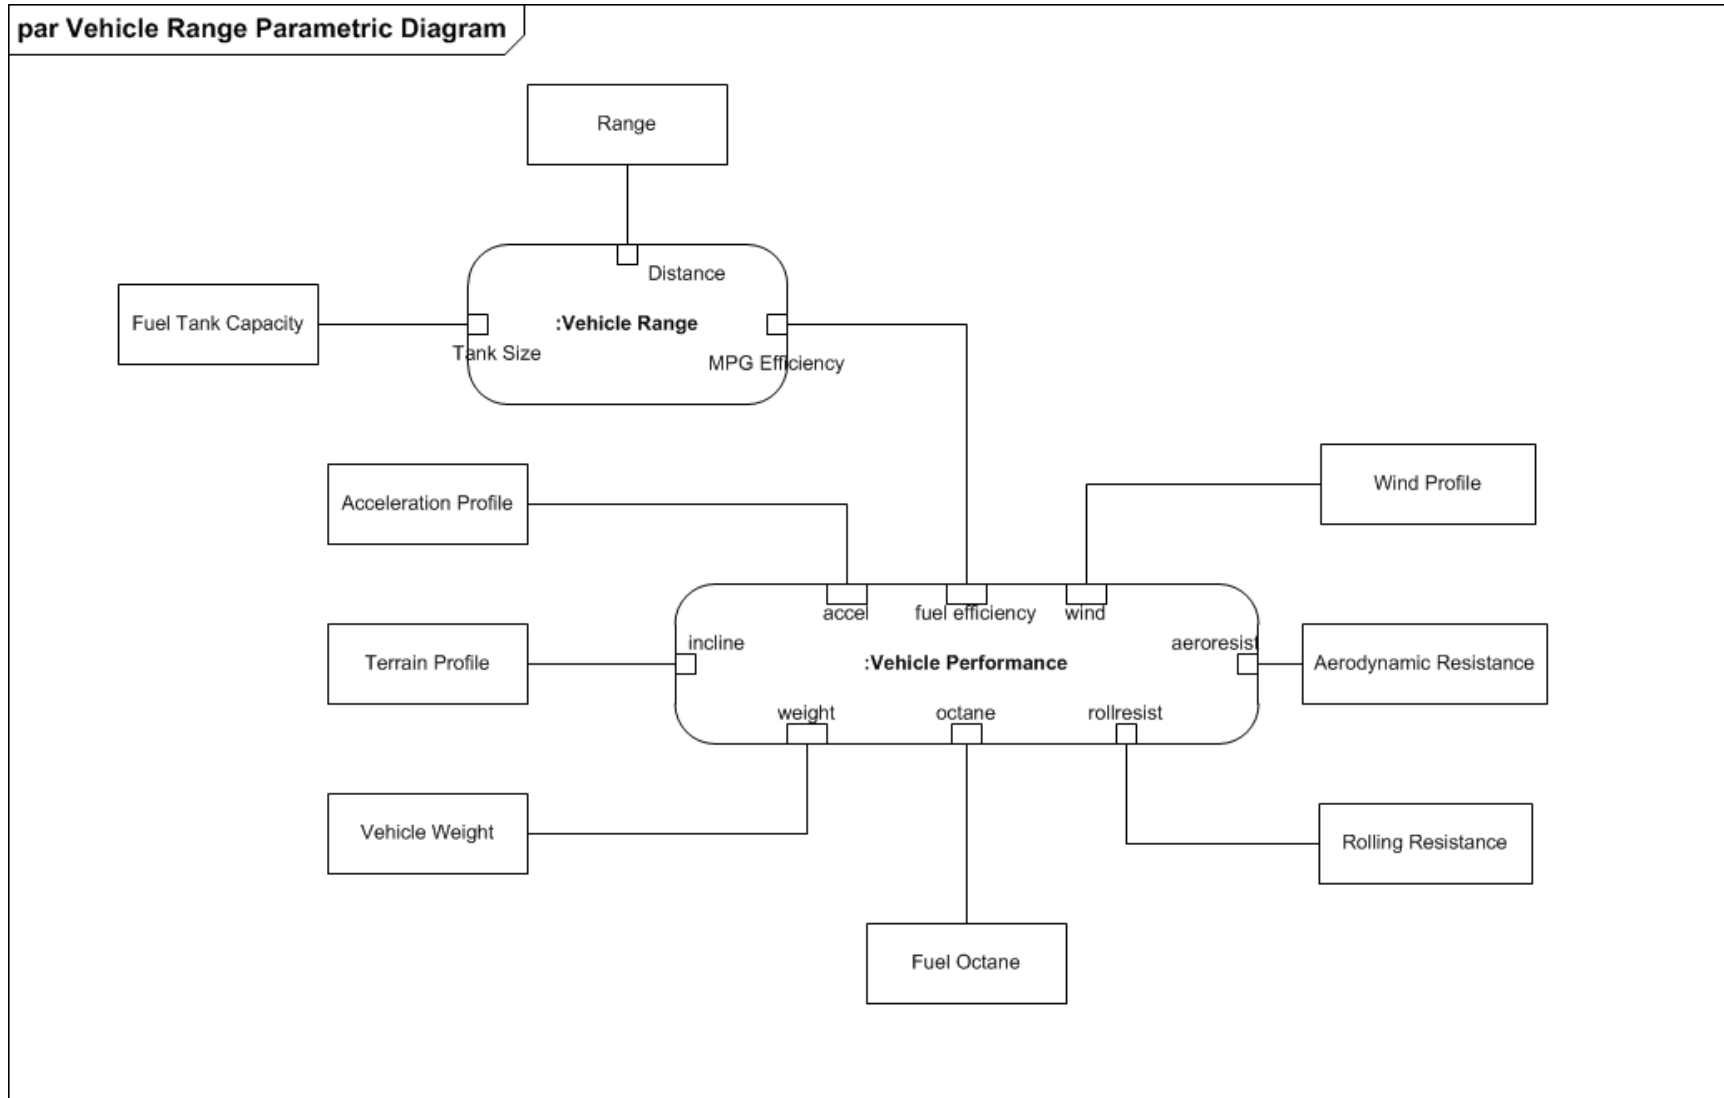 par Vehicle Range Parametric Diagram
Range
Distance
Fuel Tank Capacity
:Vehicle Range
Tank Size
MPG Efficiency
Acceleration Profile
Wind Profile
accel
fuel efficiency
wind
incline
aeroresist
Terrain Profile
:Vehicle Performance
Aerodynamic Resistance
weight
octane
rollresist
Vehicle Weight
Rolling Resistance
Fuel Octane